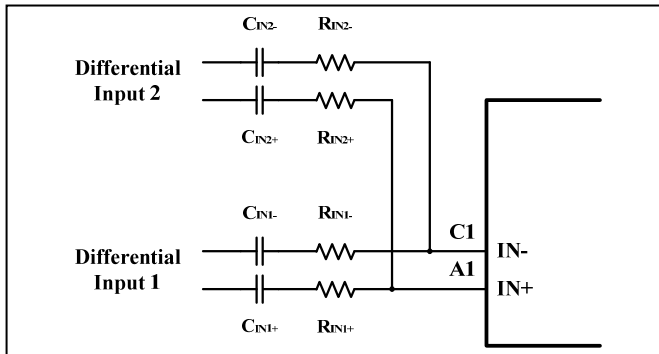 CIN2- RIN2-
Differential
Input 2
CIN2+ RIN2+
CIN1- RIN1-
Differential
Input 1
CIN1+ RIN1+
C1
IN-
A1
IN+